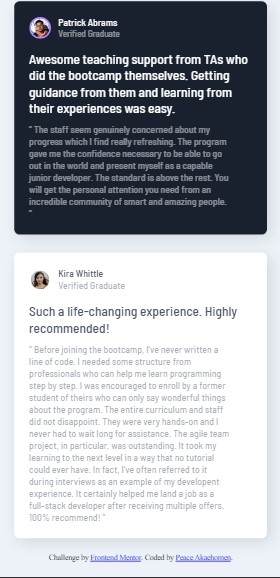 Patrick Abrams
Verified Graduate
Awesome teaching support from TAs who
did the bootcamp themselves. Getting
guidance from them and learning from
their experiences was easy.
" The staff seem genuinely concerned about my
progress which I find really refreshing. The program
gave me the confidence necessary to be able to go
out in the world and present myself as a capable
junior developer. The standard is above the rest. You
will get the personal attention you need from an
incredible community of smart and amazing people.
"
Kira Whittle
Verified Graduate
Such a life-changing experience. Highly
recommended!
" Before joining the bootcamp, I've never written a
line of code. I needed some structure from
professionals who can help me learn programming
step by step. I was encouraged to enroll by a former
student of theirs who can only say wonderful things
about the program. The entire curriculum and staff
did not disappoint. They were very hands-on and I
never had to wait long for assistance. The agile team
project, in particular, was outstanding. It took my
learning to the next level in a way that no tutorial
could ever have. In fact, I've often referred to it
during interviews as an example of my developent
experience. It certainly helped me land a job as a
full-stack developer after receiving multiple offers.
100% recommend! "
Challenge by Frontend Mentor. Coded by Peace Akaehomen.